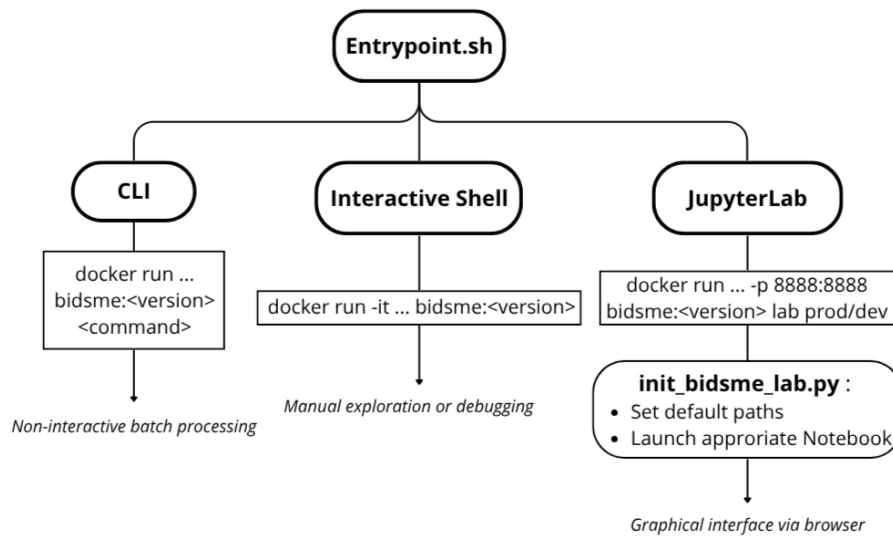 Entrypoint.sh
CLI
Interactive Shell
JupyterLab
docker run ...
bidsme:<version>
<command>
docker run -it ... bidsme:<version>
docker run ... -p 8888:8888
bidsme:<version> lab prod/dev
init_bidsme_lab.py :
• Set default paths
• Launch approriate Notebook
Non-interactive batch processing
Manual exploration or debugging
Graphical interface via browser